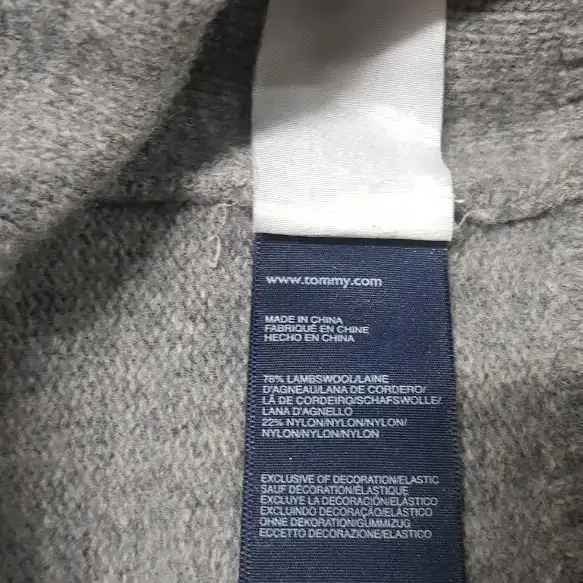 www.tommy.com
MADE IN CHINA
FABRIQUÉ EN CHINE
HECHO EN CHINA
78% LAMBSWOOL/LAINE
D'AGNEAU/LANA DE CORDERO/
LÃ DE CORDEIRO/SCHAFSWOLLE/
LANA D'AGNELLO
22% NYLON/NYLON/NYLON/
NYLON/NYLON/NYLON
EXCLUSIVE OF DECORATION/ELASTIC
SAUF DÉCORATION/ÉLASTIQUE
EXCLUYE LA DECORACIÓN/ELÁSTICO
EXCLUINDO DECORAÇÃO/ELÁSTICO
OHNE DEKORATION/GUMMIZUG
ECCETTO DECORAZIONE/ELASTICO